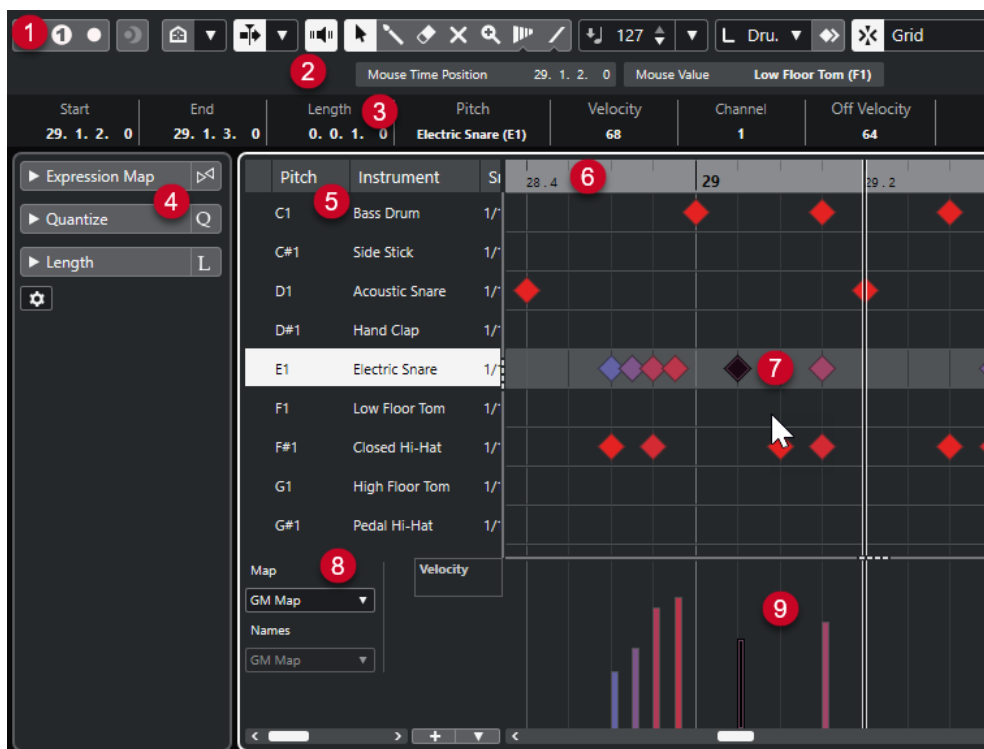 1 1 127 L Dru. Grid
2 Mouse Time Position 29. 1. 2. 0 Mouse Value Low Floor Tom (F1)
Start End Length 3 Pitch Velocity Channel Off Velocity
29. 1. 2. 0 29. 1. 3. 0 0. 0. 1. 0 Electric Snare (E1) 68 1 64
Expression Map
4
Quantize Q
Length L
Pitch Instrument 28.4 6 29 29.2
5
C1 Bass Drum
C#1 Side Stick
D1 Acoustic Snare
D#1 Hand Clap
E1 Electric Snare 7
F1 Low Floor Tom
F#1 Closed Hi-Hat
G1 High Floor Tom
G#1 Pedal Hi-Hat
Map 8 Velocity
GM Map 9
Names
GM Map